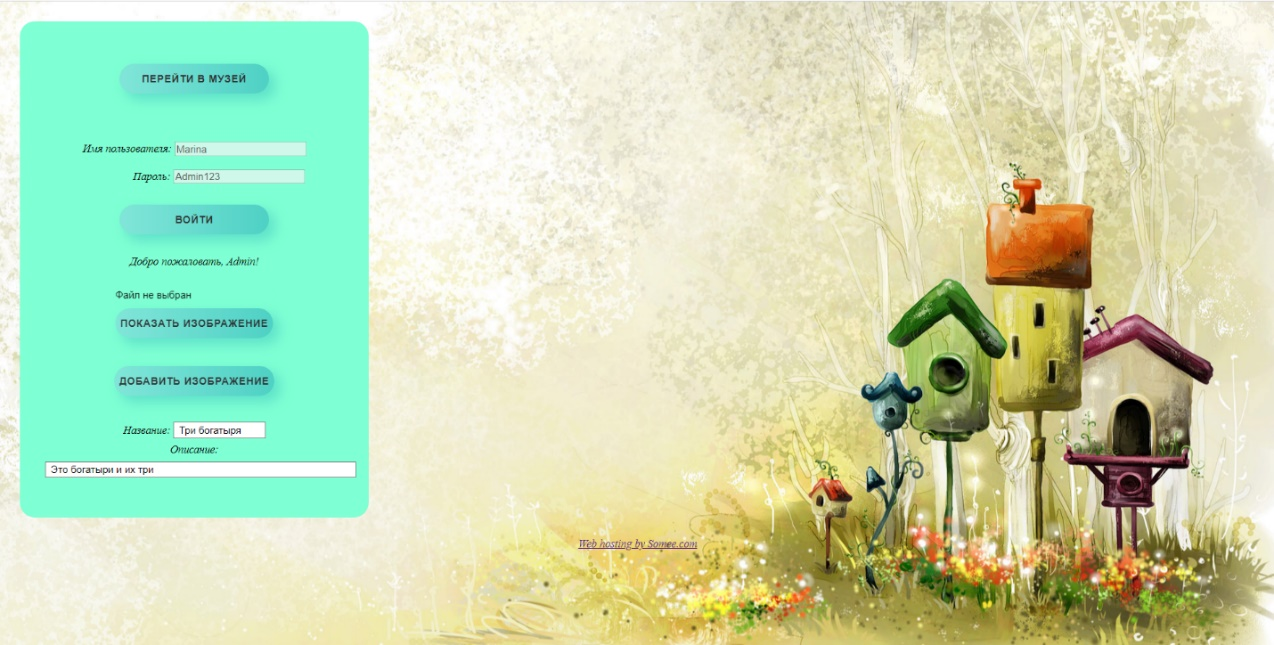 ПЕРЕЙТИ В МУЗЕЙ
Имя пользователя: Marina
Пароль: Admin123
ВОЙТИ
Добро пожаловать, Admin!
Файл не выбран
ПОКАЗАТЬ ИЗОБРАЖЕНИЕ
ДОБАВИТЬ ИЗОБРАЖЕНИЕ
Название: Три богатыря
Описание:
Это богатыри и их три
Web hosting by Somee.com